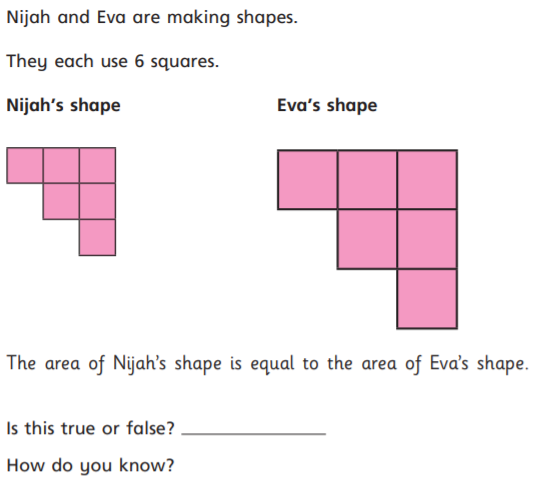 Nijah and Eva are making shapes.
They each use 6 squares.
Nijah's shape
Eva's shape
The area of Nijah's shape is equal to the area of Eva's shape.
Is this true or false? ______________
How do you know?